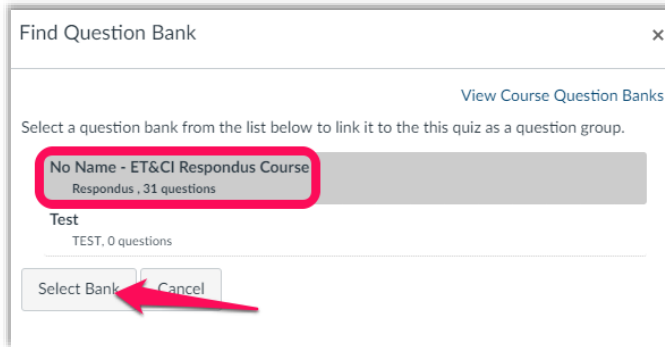 Find Question Bank ×
View Course Question Banks
Select a question bank from the list below to link it to the this quiz as a question group.
No Name - ET&CI Respondus Course
Respondus , 31 questions
Test
TEST, 0 questions
Select Bank Cancel